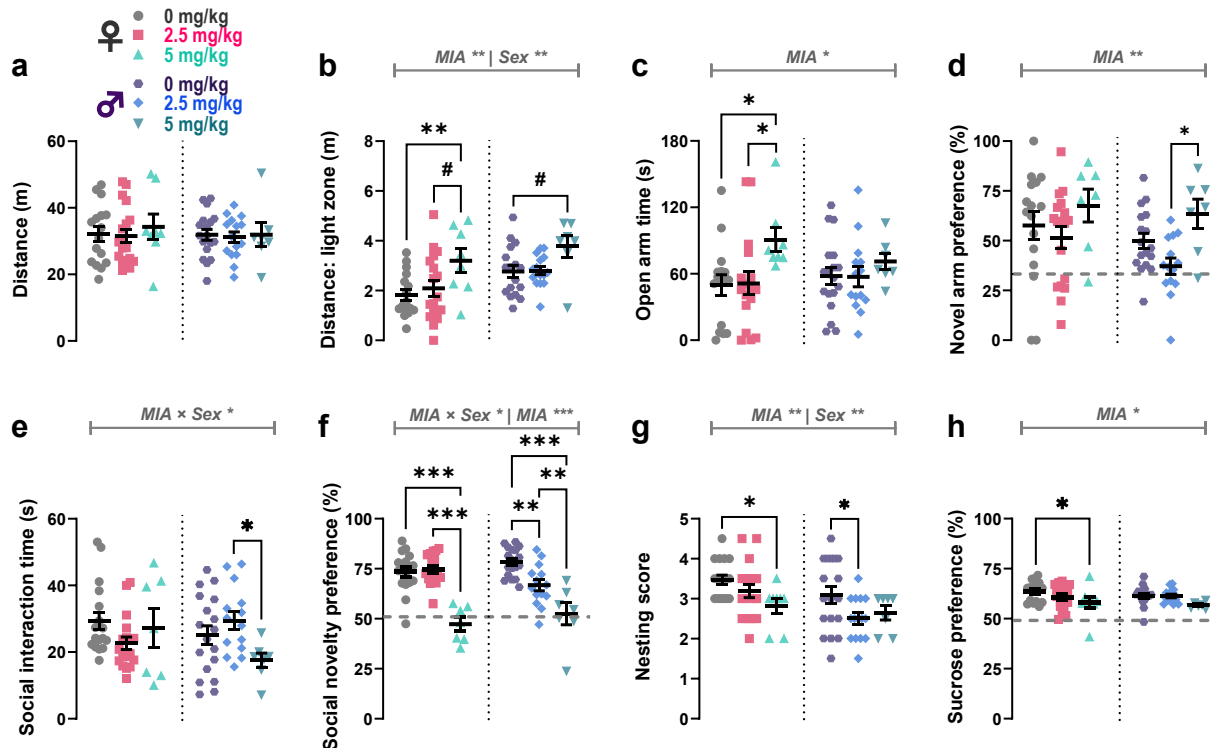 ♀
0 mg/kg
2.5 mg/kg
5 mg/kg
♂
0 mg/kg
2.5 mg/kg
5 mg/kg
a
Distance (m)
60
40
20
0
b
MIA ** | Sex **
Distance: light zone (m)
8
6
4
2
0
**
#
#
c
MIA *
Open arm time (s)
180
120
60
0
*
*
d
MIA **
Novel arm preference (%)
100
75
50
25
0
*
e
MIA × Sex *
Social interaction time (s)
60
40
20
0
*
f
MIA × Sex * | MIA ***
Social novelty preference (%)
100
75
50
25
0
***
***
***
**
**
g
MIA ** | Sex **
Nesting score
5
4
3
2
1
0
*
*
h
MIA *
Sucrose preference (%)
100
75
50
25
0
*